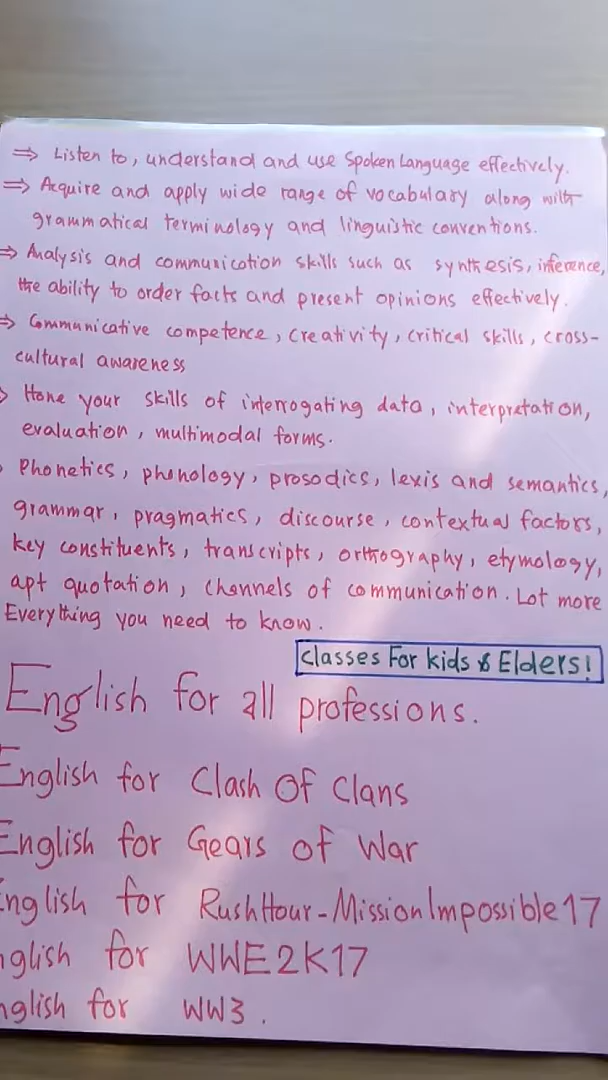 ⇒ Listen to, understand and use Spoken Language effectively.
⇒ Acquire and apply wide range of vocabulary along with
grammatical terminology and linguistic conventions.
⇒ Analysis and communication skills such as synthesis, inference,
the ability to order facts and present opinions effectively.
⇒ Communicative competence, creativity, critical skills, cross-
cultural awareness
Hone your skills of interrogating data, interpretation,
evaluation, multimodal forms.
Phonetics, phonology, prosodics, lexis and semantics,
grammar, pragmatics, discourse, contextual factors,
key constituents, transcripts, orthography, etymology,
apt quotation, channels of communication. Lot more
Everything you need to know.
Classes For kids & Elders!
English for all professions.
English for Clash Of Clans
English for Gears of War
English for RushHour-MissionImpossible17
nglish for WWE2K17
nglish for WW3.